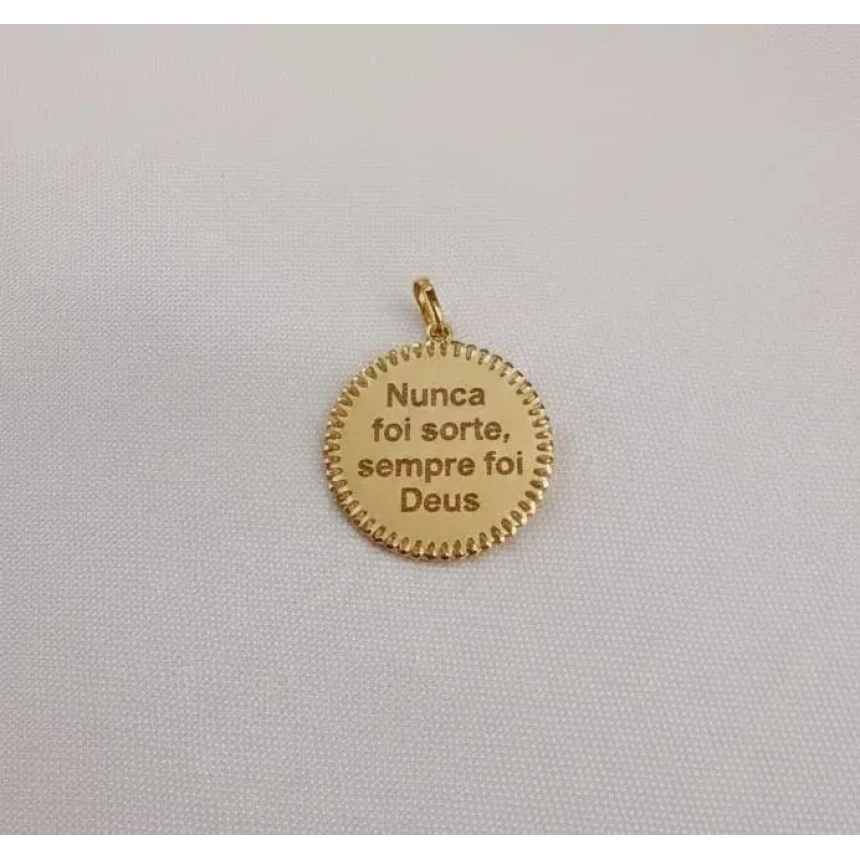 Nunca
foi sorte,
sempre foi
Deus